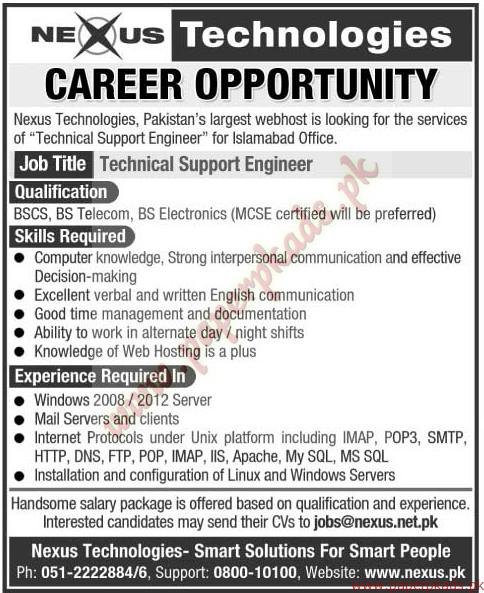 NEXUS Technologies
CAREER OPPORTUNITY
Nexus Technologies, Pakistan's largest webhost is looking for the services
of "Technical Support Engineer" for Islamabad Office.
Job Title Technical Support Engineer
Qualification
BSCS, BS Telecom, BS Electronics (MCSE certified will be preferred)
Skills Required
● Computer knowledge, Strong interpersonal communication and effective
Decision-making
● Excellent verbal and written English communication
● Good time management and documentation
● Ability to work in alternate day / night shifts
● Knowledge of Web Hosting is a plus
Experience Required In
● Windows 2008 / 2012 Server
● Mail Servers and clients
● Internet Protocols under Unix platform including IMAP, POP3, SMTP,
HTTP, DNS, FTP, POP, IMAP, IIS, Apache, My SQL, MS SQL
● Installation and configuration of Linux and Windows Servers
Handsome salary package is offered based on qualification and experience.
Interested candidates may send their CVs to jobs@nexus.net.pk
Nexus Technologies- Smart Solutions For Smart People
Ph: 051-2222884/6, Support: 0800-10100, Website: www.nexus.pk
www.paperpkads.pk
www.paperpkads.pk